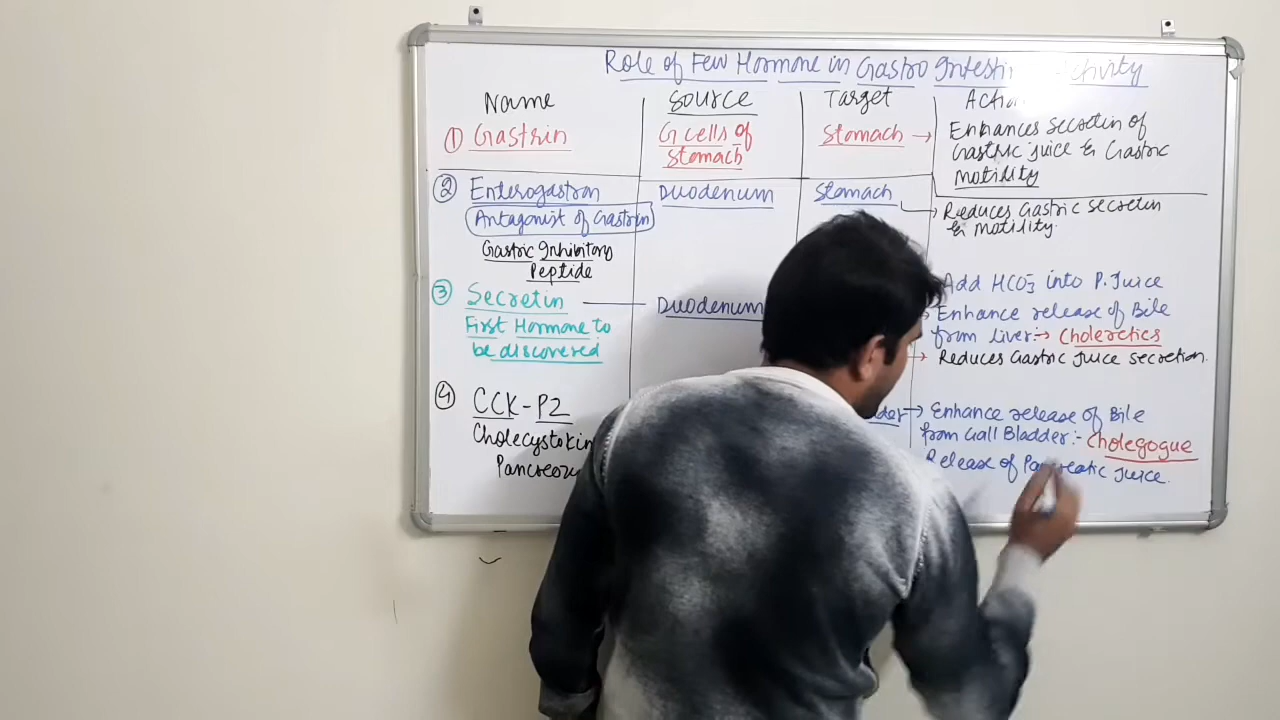 Role of Few Hormone in Gastro
Name Source Target
① Gastrin G cells of Stomach → Enhances Secretin of
Stomach Gastric juice & Gastric
Motility
② Enterogastron Duodenum Stomach → Reduces Gastric Secretin
Antagonist of Gastrin & Motility.
Gastric Inhibitory
Peptide
③ Secretin Duodenum Add HCO3⁻ into P. Juice
First Hormone to Enhance release of Bile
be discovered from Liver:→ Choleretics
→ Reduces Gastric Juice secretion.
④ CCK-PZ → Enhance release of Bile
from Gall Bladder:- Cholegogue
Release of Pancreatic Juice.